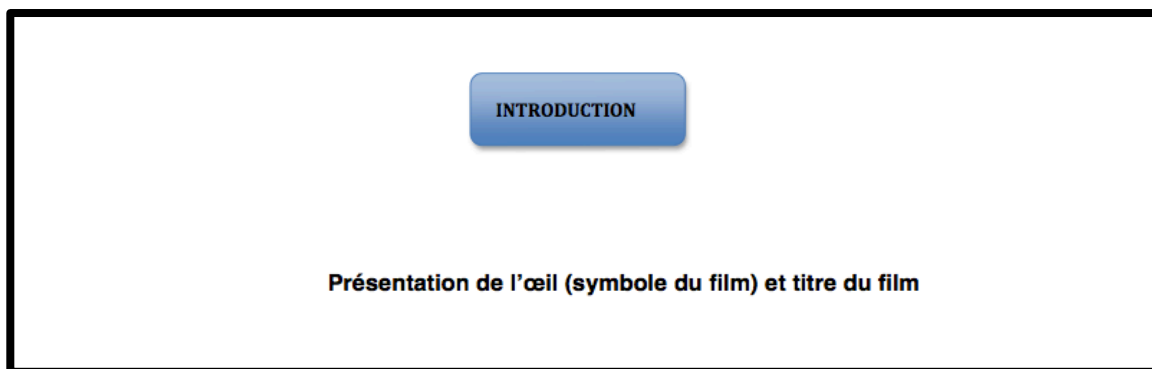 INTRODUCTION
Présentation de l’œil (symbole du film) et titre du film